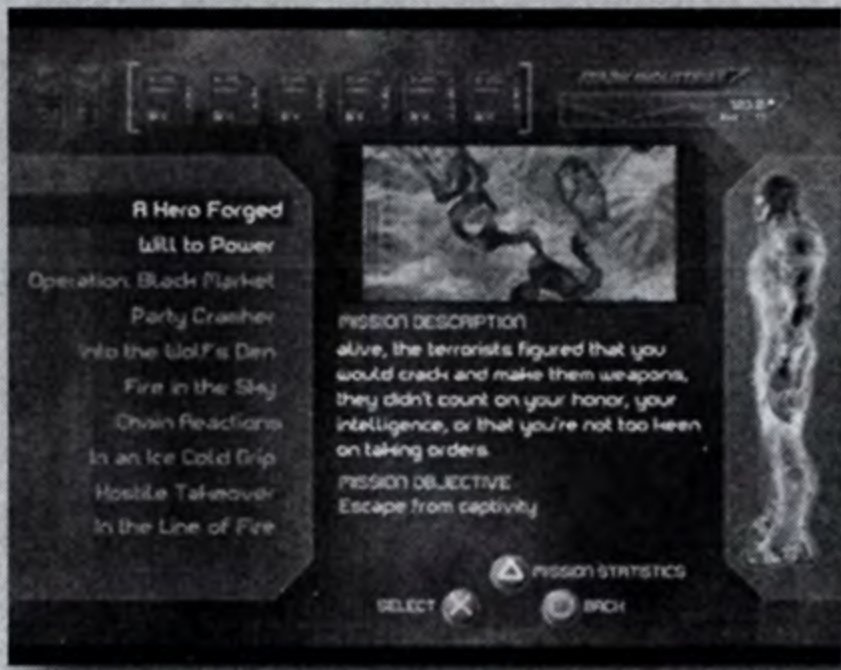 A Hero Forged
Will to Power
Operation: Black Market
Party Crasher
Into the Wolf's Den
Fire in the Sky
Chain Reactions
In an Ice Cold Grip
Hostile Takeover
In the Line of Fire
MISSION DESCRIPTION
alive, the terrorists figured that you
would crack and make them weapons,
they didn't count on your honor, your
intelligence, or that you're not too keen
on taking orders.
MISSION OBJECTIVE
Escape from captivity
MISSION STATISTICS
SELECT
BACK